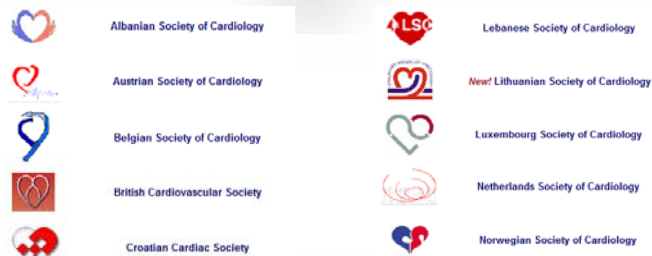 Albanian Society of Cardiology
Austrian Society of Cardiology
Belgian Society of Cardiology
British Cardiovascular Society
Croatian Cardiac Society
LSC
Lebanese Society of Cardiology
New! Lithuanian Society of Cardiology
Luxembourg Society of Cardiology
Netherlands Society of Cardiology
Norwegian Society of Cardiology